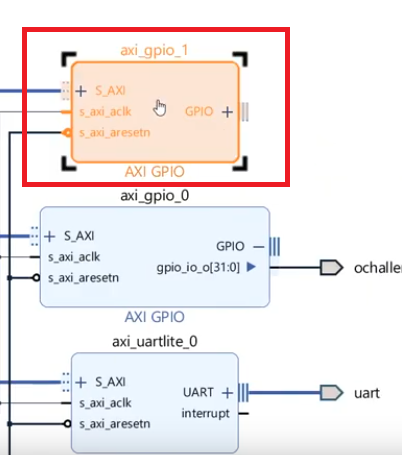 axi_gpio_1
S_AXI
s_axi_aclk
GPIO
s_axi_aresetn
AXI GPIO
axi_gpio_0
S_AXI
GPIO
s_axi_aclk
gpio_io_o[31:0]
ochalle
s_axi_aresetn
AXI GPIO
axi_uartlite_0
S_AXI
UART
uart
s_axi_aclk
interrupt
s_axi_aresetn